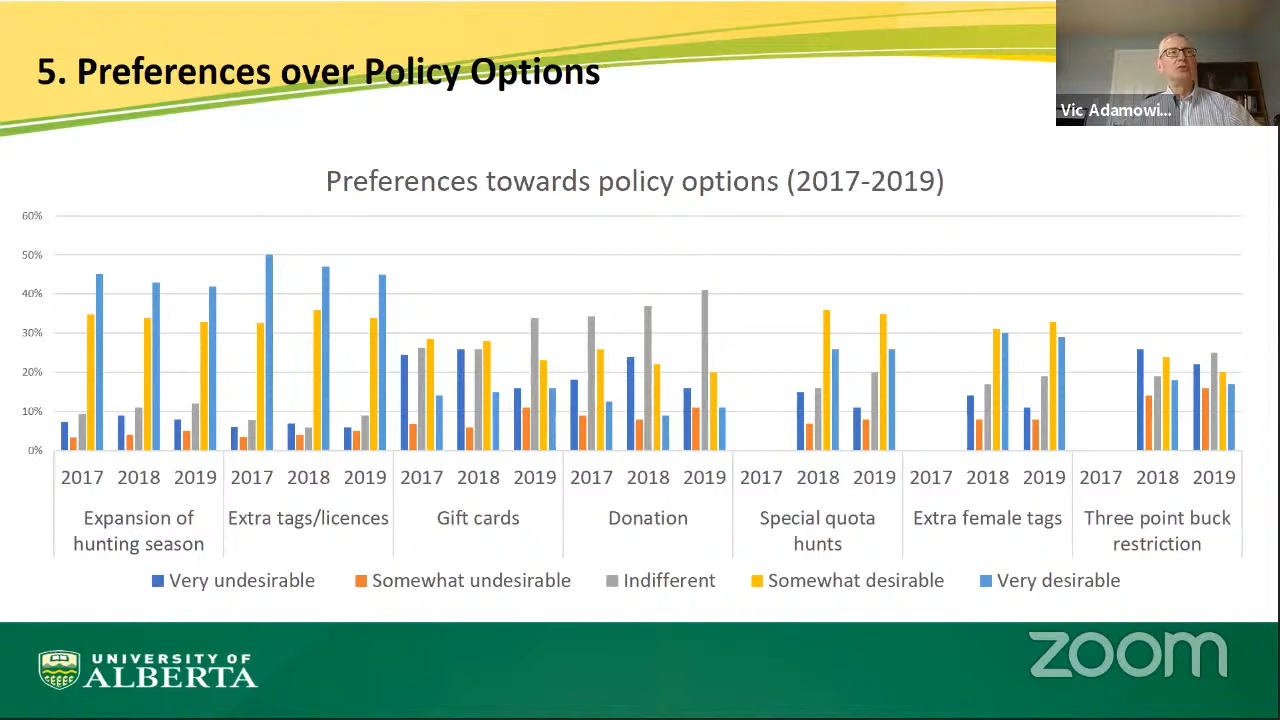 5. Preferences over Policy Options
Vic Adamowi...
Preferences towards policy options (2017-2019)
60%
50%
40%
30%
20%
10%
0%
2017 2018 2019 2017 2018 2019 2017 2018 2019 2017 2018 2019 2017 2018 2019 2017 2018 2019 2017 2018 2019
Expansion of hunting season
Extra tags/licences
Gift cards
Donation
Special quota hunts
Extra female tags
Three point buck restriction
Very undesirable Somewhat undesirable Indifferent Somewhat desirable Very desirable
UNIVERSITY OF
ALBERTA
zoom